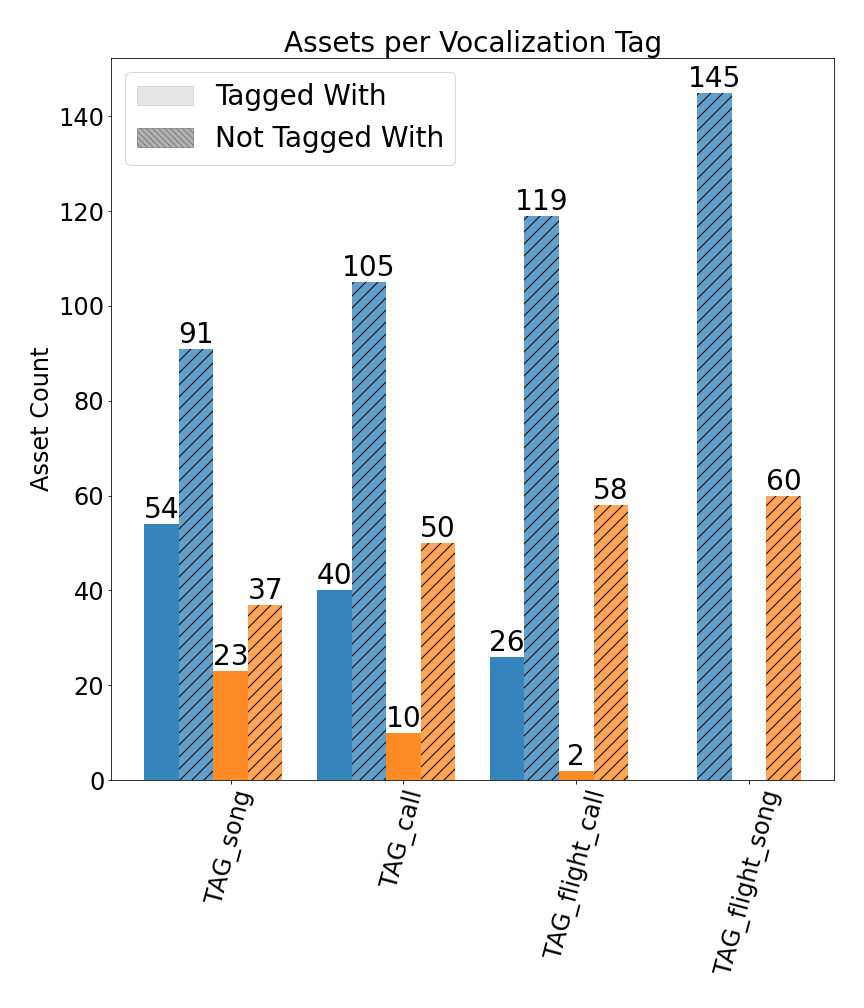 Assets per Vocalization Tag
Tagged With
Not Tagged With
Asset Count
140
120
100
80
60
40
20
0
54
91
23
37
40
105
10
50
26
119
2
58
145
60
TAG_song
TAG_call
TAG_flight_call
TAG_flight_song